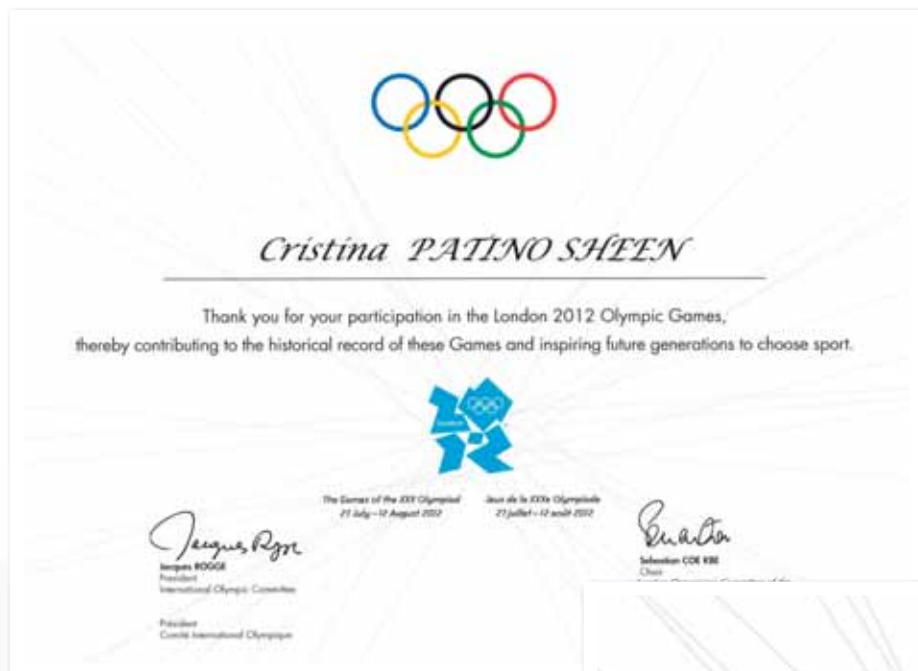 Cristina PATINO SHEEN
Thank you for your participation in the London 2012 Olympic Games,
thereby contributing to the historical record of these Games and inspiring future generations to choose sport.
The Games of the XXX Olympiad
27 July – 12 August 2012
Jeux de la XXXe Olympiade
27 juillet – 12 août 2012
Jacques Rogge
Jacques ROGGE
Président
International Olympic Committee
Président
Comité International Olympique
Sebastian COE KBE
Chair